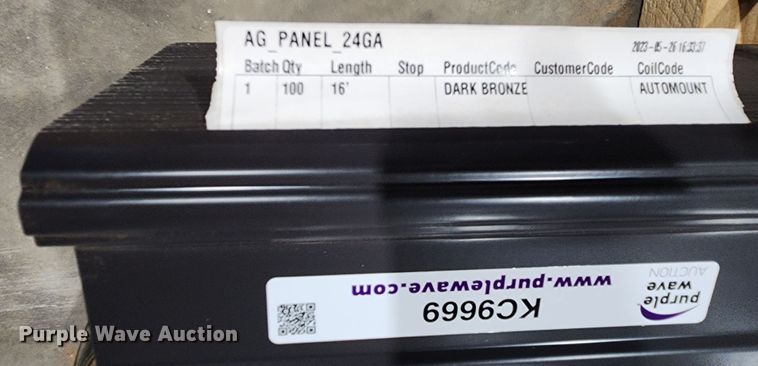 AG_PANEL_24GA 2023-05-26 16:33:37
Batch Qty Length Stop ProductCode CustomerCode CoilCode
1 100 16' DARK BRONZE AUTOMOUNT
purple
wave
AUCTION
KC9669
www.purplewave.com
Purple Wave Auction